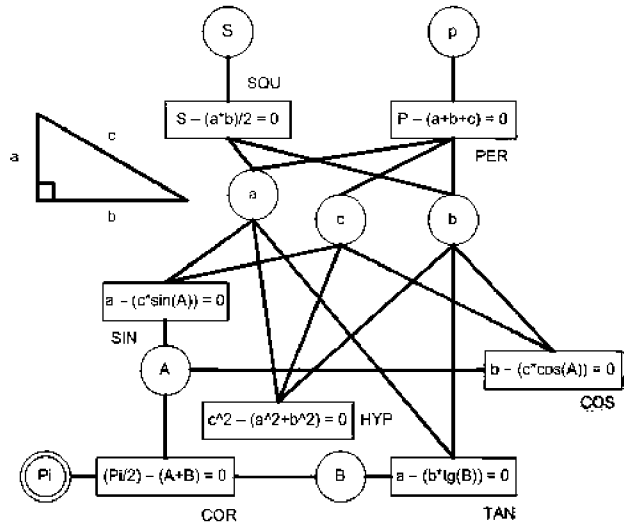 S
p
SQU
S – (a*b)/2 = 0
P – (a+b+c) = 0
PER
a
c
b
a
c
b
a – (c*sin(A)) = 0
SIN
A
b – (c*cos(A)) = 0
COS
c^2 – (a^2+b^2) = 0
HYP
Pi
(Pi/2) – (A+B) = 0
B
a – (b*tg(B)) = 0
COR
TAN